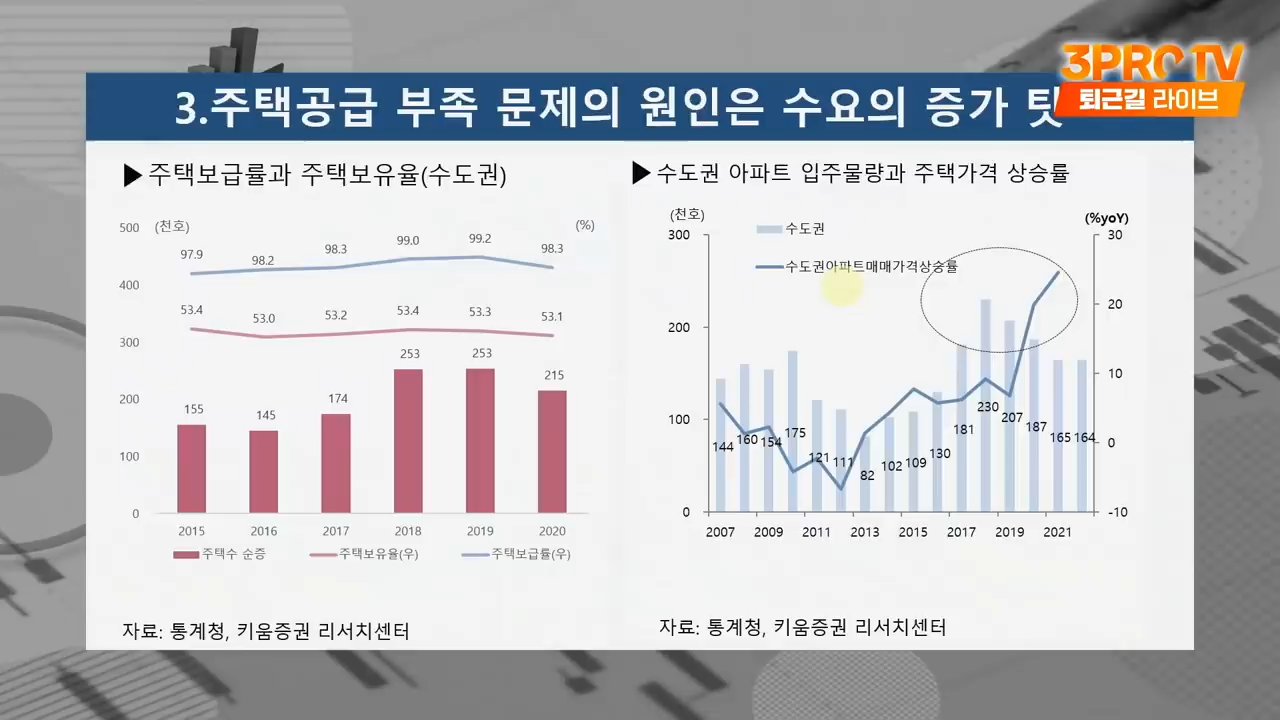 3PRO TV
퇴근길 라이브
3.주택공급 부족 문제의 원인은 수요의 증가 탓
▶주택보급률과 주택보유율(수도권)
500 (천호) (%)
400
300
200
100
0
97.9 98.2 98.3 99.0 99.2 98.3
53.4 53.0 53.2 53.4 53.3 53.1
155 145 174 253 253 215
2015 2016 2017 2018 2019 2020
주택수 순증 주택보유율(우) 주택보급률(우)
자료: 통계청, 키움증권 리서치센터
▶수도권 아파트 입주물량과 주택가격 상승률
(천호) (%yoY)
300 30
수도권
수도권아파트매매가격상승률
20
200
10
100
0
0 -10
144 160 154 175 121 111 82 102 109 130 181 230 207 187 165 164
2007 2009 2011 2013 2015 2017 2019 2021
자료: 통계청, 키움증권 리서치센터